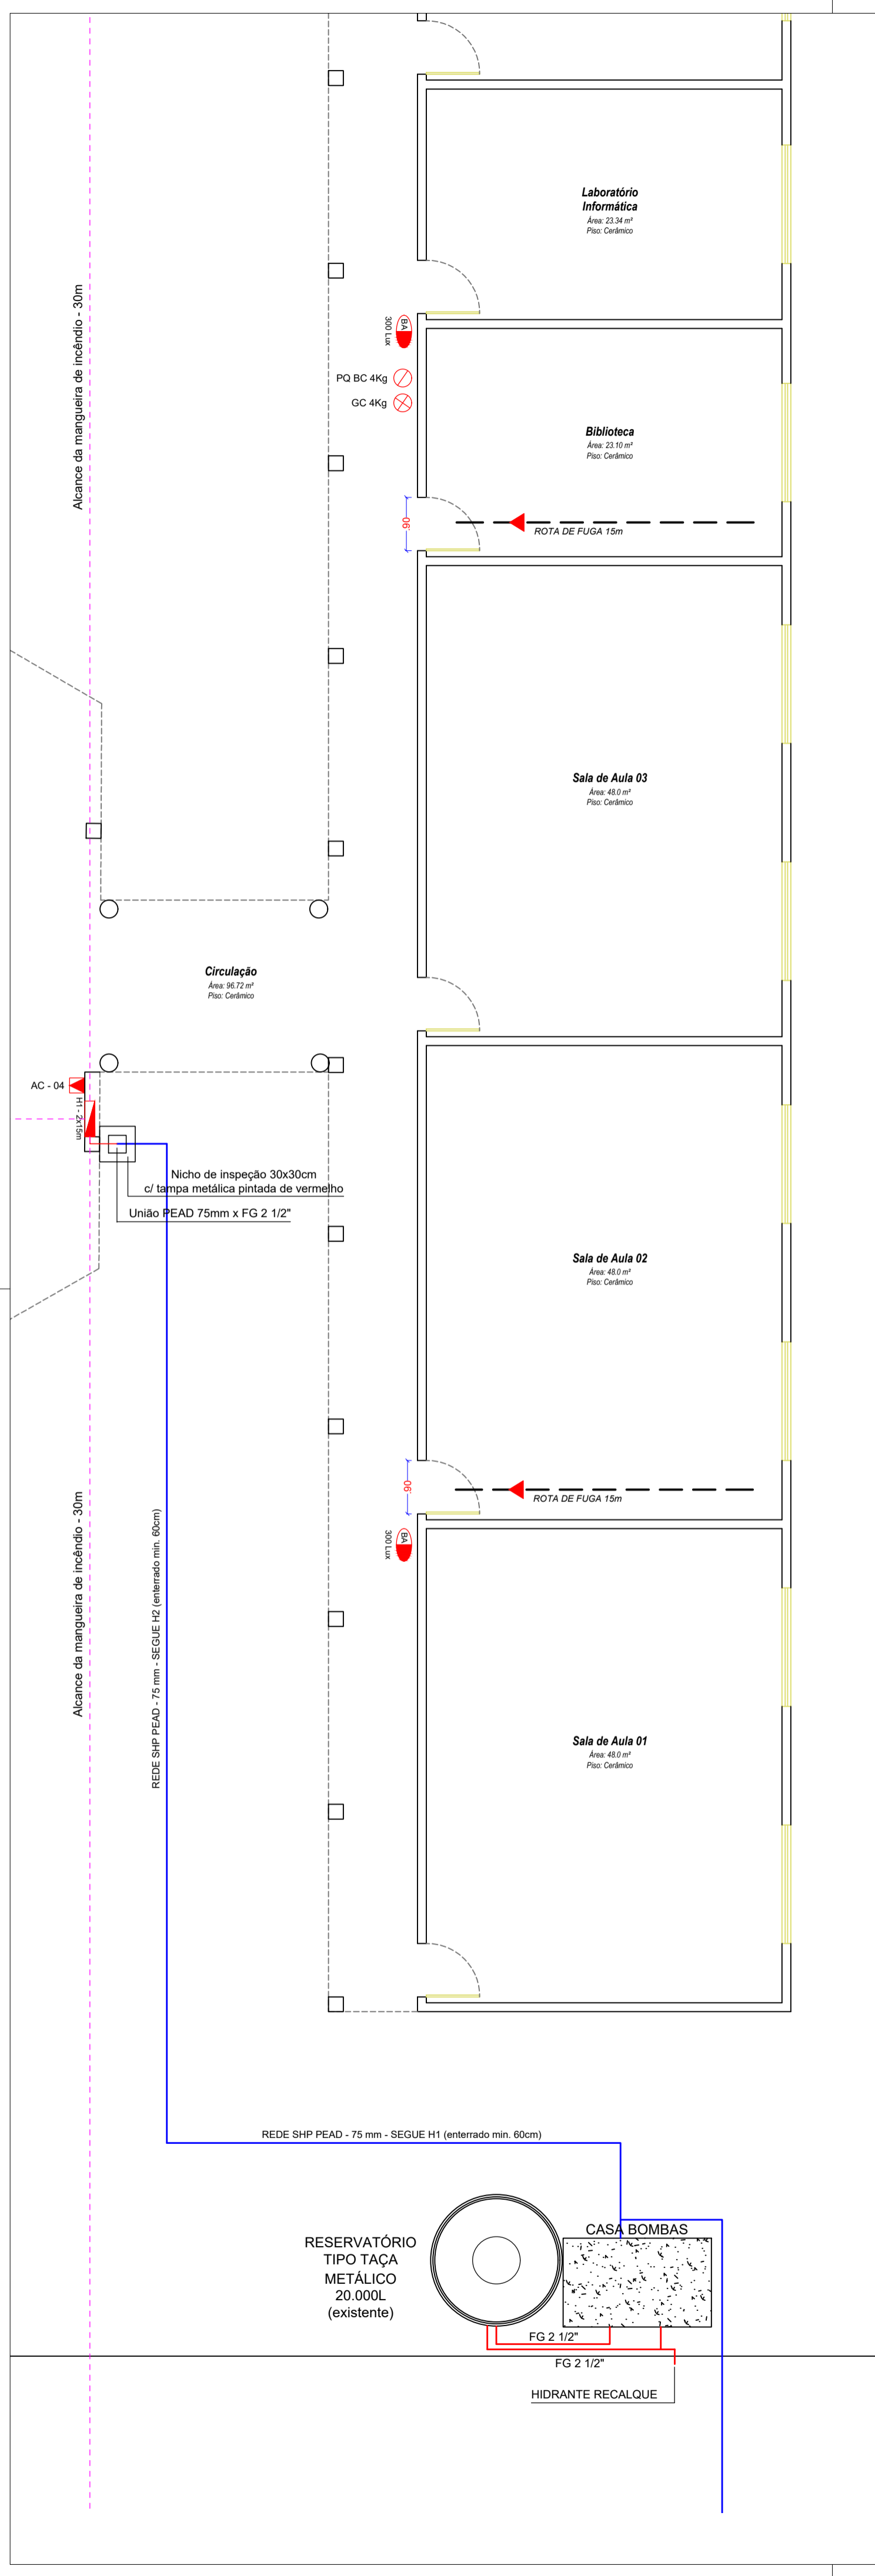 Laboratório
Informática
Área: 23.34 m²
Piso: Cerâmico
Alcance da mangueira de incêndio - 30m
BA
300 Lux
PQ BC 4Kg
GC 4Kg
Biblioteca
Área: 23.10 m²
Piso: Cerâmico
.90
ROTA DE FUGA 15m
Sala de Aula 03
Área: 48.0 m²
Piso: Cerâmico
Circulação
Área: 96.72 m²
Piso: Cerâmico
AC - 04
H1 - 2x15m
Nicho de inspeção 30x30cm
c/ tampa metálica pintada de vermelho
União PEAD 75mm x FG 2 1/2"
Sala de Aula 02
Área: 48.0 m²
Piso: Cerâmico
.90
ROTA DE FUGA 15m
BA
300 Lux
Alcance da mangueira de incêndio - 30m
REDE SHP PEAD - 75 mm - SEGUE H2 (enterrado min. 60cm)
Sala de Aula 01
Área: 48.0 m²
Piso: Cerâmico
REDE SHP PEAD - 75 mm - SEGUE H1 (enterrado min. 60cm)
CASA BOMBAS
RESERVATÓRIO
TIPO TAÇA
METÁLICO
20.000L
(existente)
FG 2 1/2"
FG 2 1/2"
HIDRANTE RECALQUE